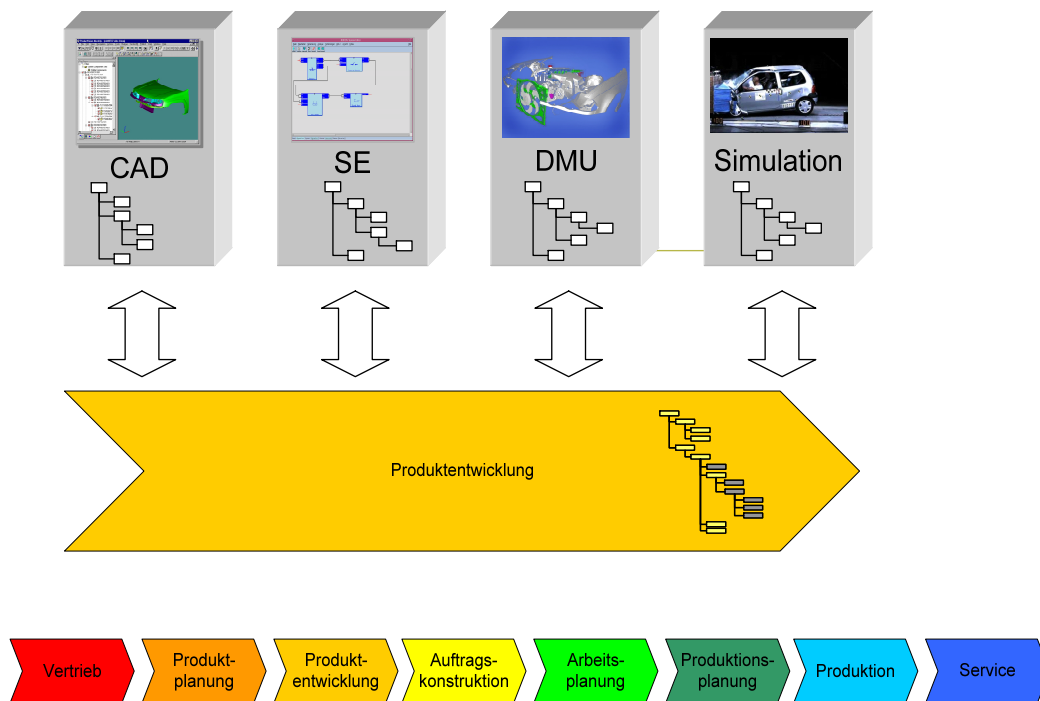 CAD
SE
DMU
Simulation
Produktentwicklung
Vertrieb
Produkt-
planung
Produkt-
entwicklung
Auftrags-
konstruktion
Arbeits-
planung
Produktions-
planung
Produktion
Service